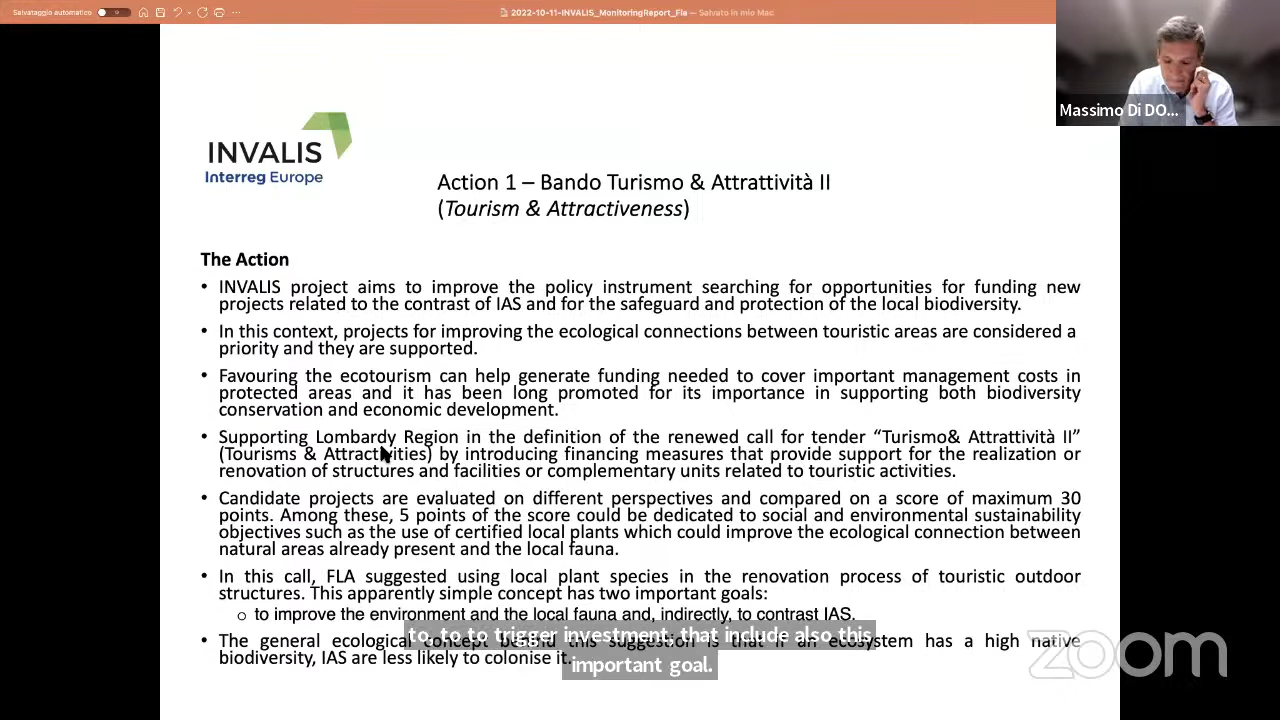 Salvataggio automatico
2022-10-11-INVALIS_MonitoringReport_Fla — Salvato in mio Mac
Massimo Di DO...
INVALIS
Interreg Europe
Action 1 – Bando Turismo & Attrattività II
(Tourism & Attractiveness)
The Action
• INVALIS project aims to improve the policy instrument searching for opportunities for funding new
projects related to the contrast of IAS and for the safeguard and protection of the local biodiversity.
• In this context, projects for improving the ecological connections between touristic areas are considered a
priority and they are supported.
• Favouring the ecotourism can help generate funding needed to cover important management costs in
protected areas and it has been long promoted for its importance in supporting both biodiversity
conservation and economic development.
• Supporting Lombardy Region in the definition of the renewed call for tender “Turismo& Attrattività II”
(Tourisms & Attractivities) by introducing financing measures that provide support for the realization or
renovation of structures and facilities or complementary units related to touristic activities.
• Candidate projects are evaluated on different perspectives and compared on a score of maximum 30
points. Among these, 5 points of the score could be dedicated to social and environmental sustainability
objectives such as the use of certified local plants which could improve the ecological connection between
natural areas already present and the local fauna.
• In this call, FLA suggested using local plant species in the renovation process of touristic outdoor
structures. This apparently simple concept has two important goals:
o to improve the environment and the local fauna and, indirectly, to contrast IAS.
• The general ecological concept behind this suggestion is that if an ecosystem has a high native
biodiversity, IAS are less likely to colonise it.
to, to to trigger investment, that include also this
important goal.
zoom